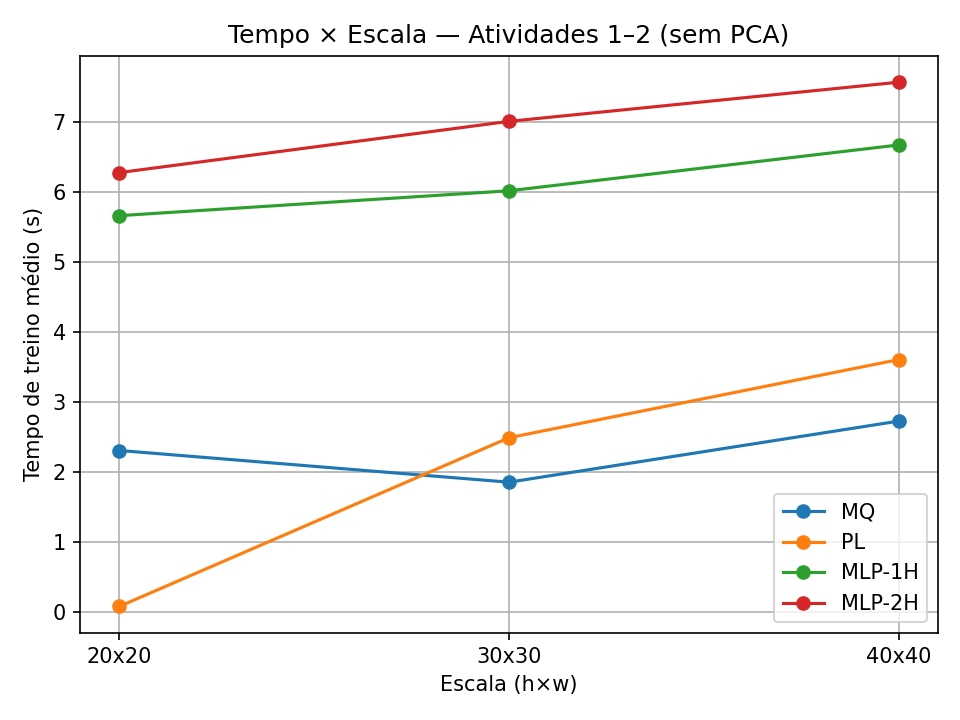 Tempo × Escala — Atividades 1–2 (sem PCA)
Tempo de treino médio (s)
7
6
5
4
3
2
1
0
MQ
PL
MLP-1H
MLP-2H
20x20
30x30
40x40
Escala (h×w)